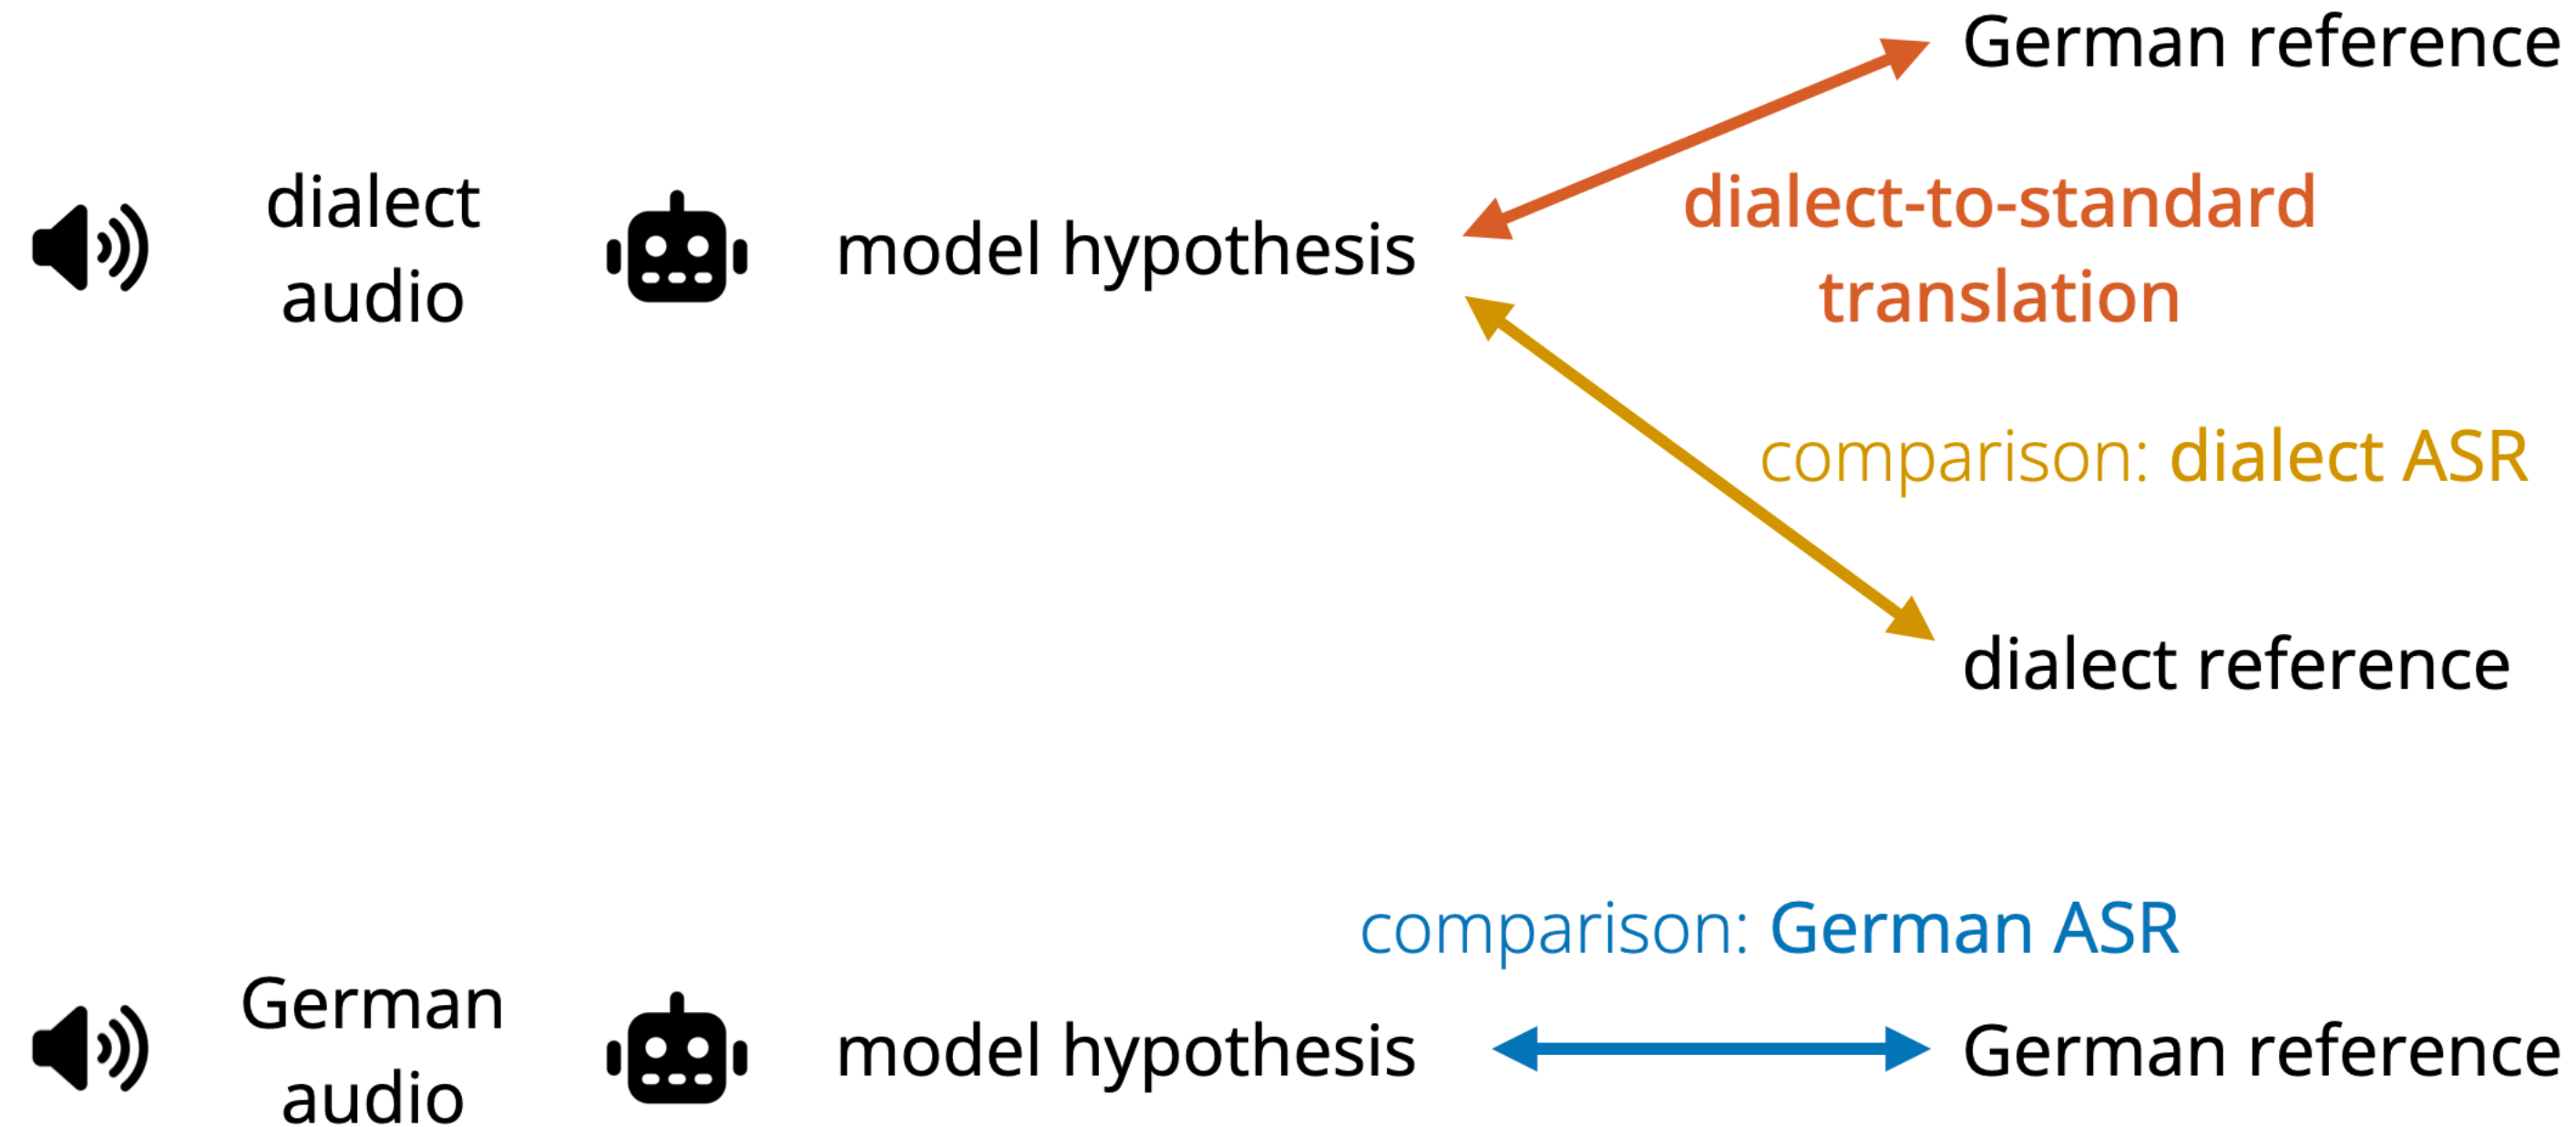 German reference
dialect
audio
model hypothesis
dialect-to-standard
translation
comparison: dialect ASR
dialect reference
comparison: German ASR
German
audio
model hypothesis
German reference